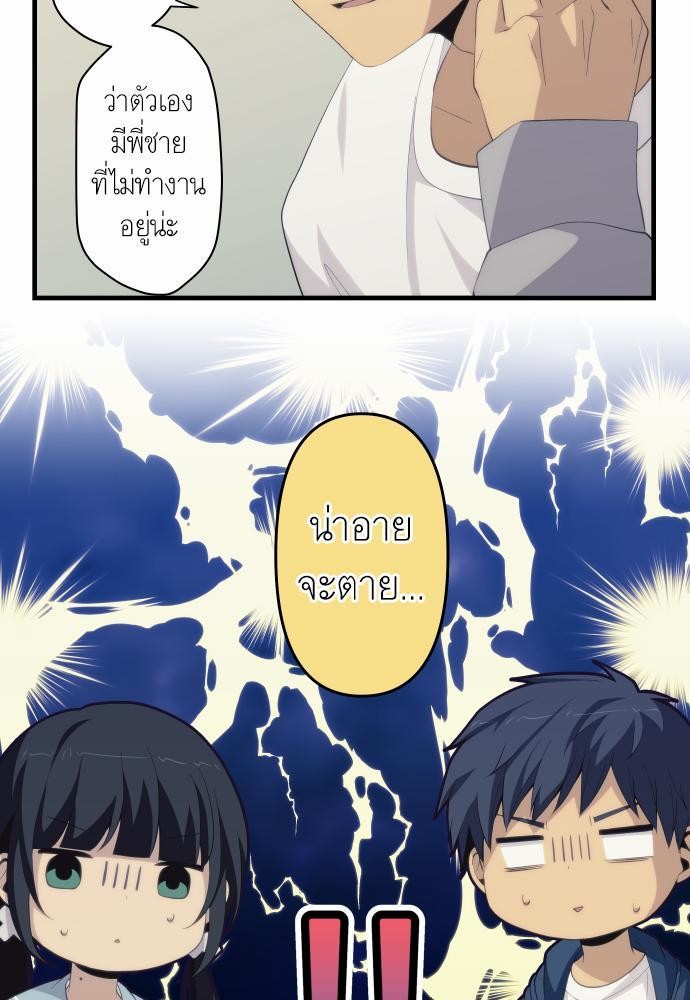 ว่าตัวเอง
มีพี่ชาย
ที่ไม่ทำงาน
อยู่น่ะ
น่าอาย
จะตาย...
!!